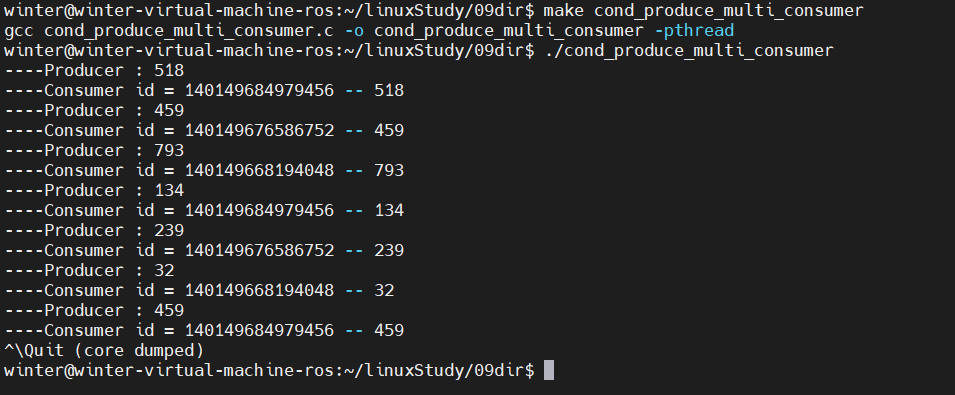 winter@winter-virtual-machine-ros:~/linuxStudy/09dir$ make cond_produce_multi_consumer
gcc cond_produce_multi_consumer.c -o cond_produce_multi_consumer -pthread
winter@winter-virtual-machine-ros:~/linuxStudy/09dir$ ./cond_produce_multi_consumer
----Producer : 518
----Consumer id = 140149684979456 -- 518
----Producer : 459
----Consumer id = 140149676586752 -- 459
----Producer : 793
----Consumer id = 140149668194048 -- 793
----Producer : 134
----Consumer id = 140149684979456 -- 134
----Producer : 239
----Consumer id = 140149676586752 -- 239
----Producer : 32
----Consumer id = 140149668194048 -- 32
----Producer : 459
----Consumer id = 140149684979456 -- 459
^\Quit (core dumped)
winter@winter-virtual-machine-ros:~/linuxStudy/09dir$